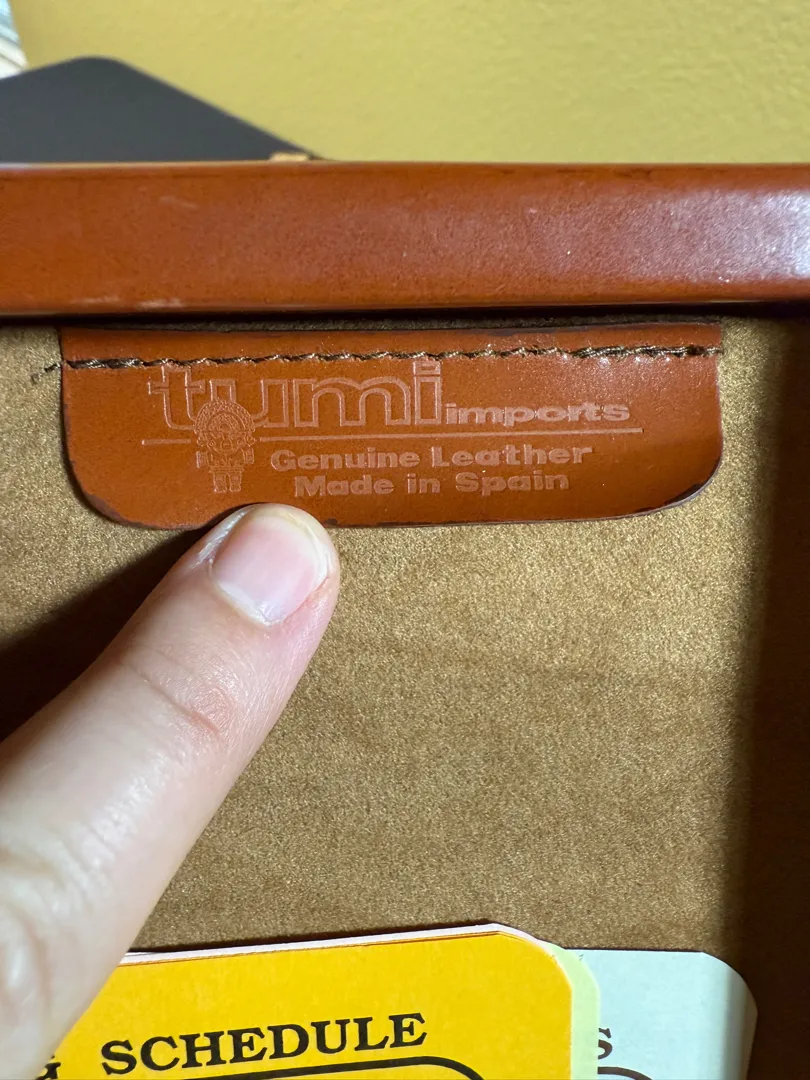 tumi imports
Genuine Leather
Made in Spain
SCHEDULE